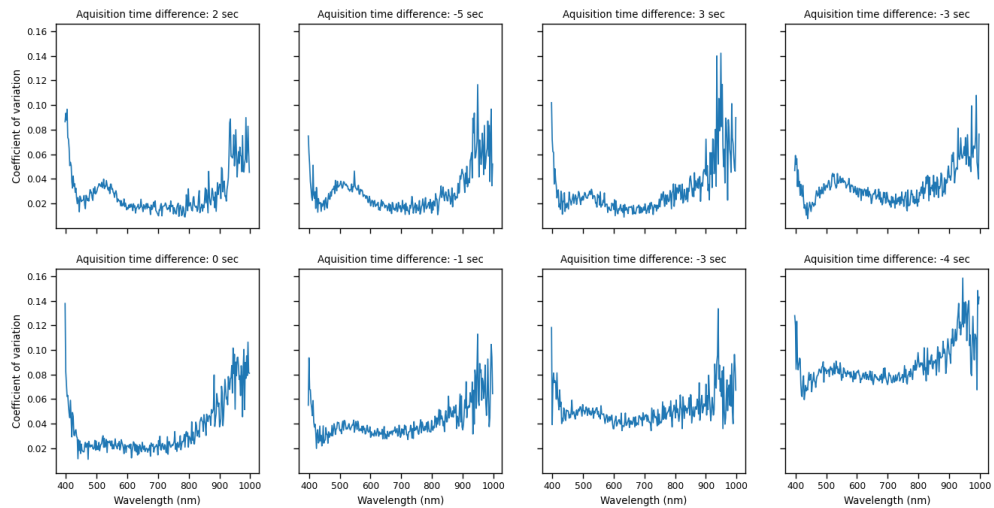 Aquisition time difference: 2 sec
Aquisition time difference: -5 sec
Aquisition time difference: 3 sec
Aquisition time difference: -3 sec
0.16
0.14
0.12
0.10
0.08
0.06
0.04
0.02
Coefficient of variation
Aquisition time difference: 0 sec
Aquisition time difference: -1 sec
Aquisition time difference: -3 sec
Aquisition time difference: -4 sec
0.16
0.14
0.12
0.10
0.08
0.06
0.04
0.02
Coefficient of variation
400 500 600 700 800 900 1000
400 500 600 700 800 900 1000
400 500 600 700 800 900 1000
400 500 600 700 800 900 1000
Wavelength (nm)
Wavelength (nm)
Wavelength (nm)
Wavelength (nm)